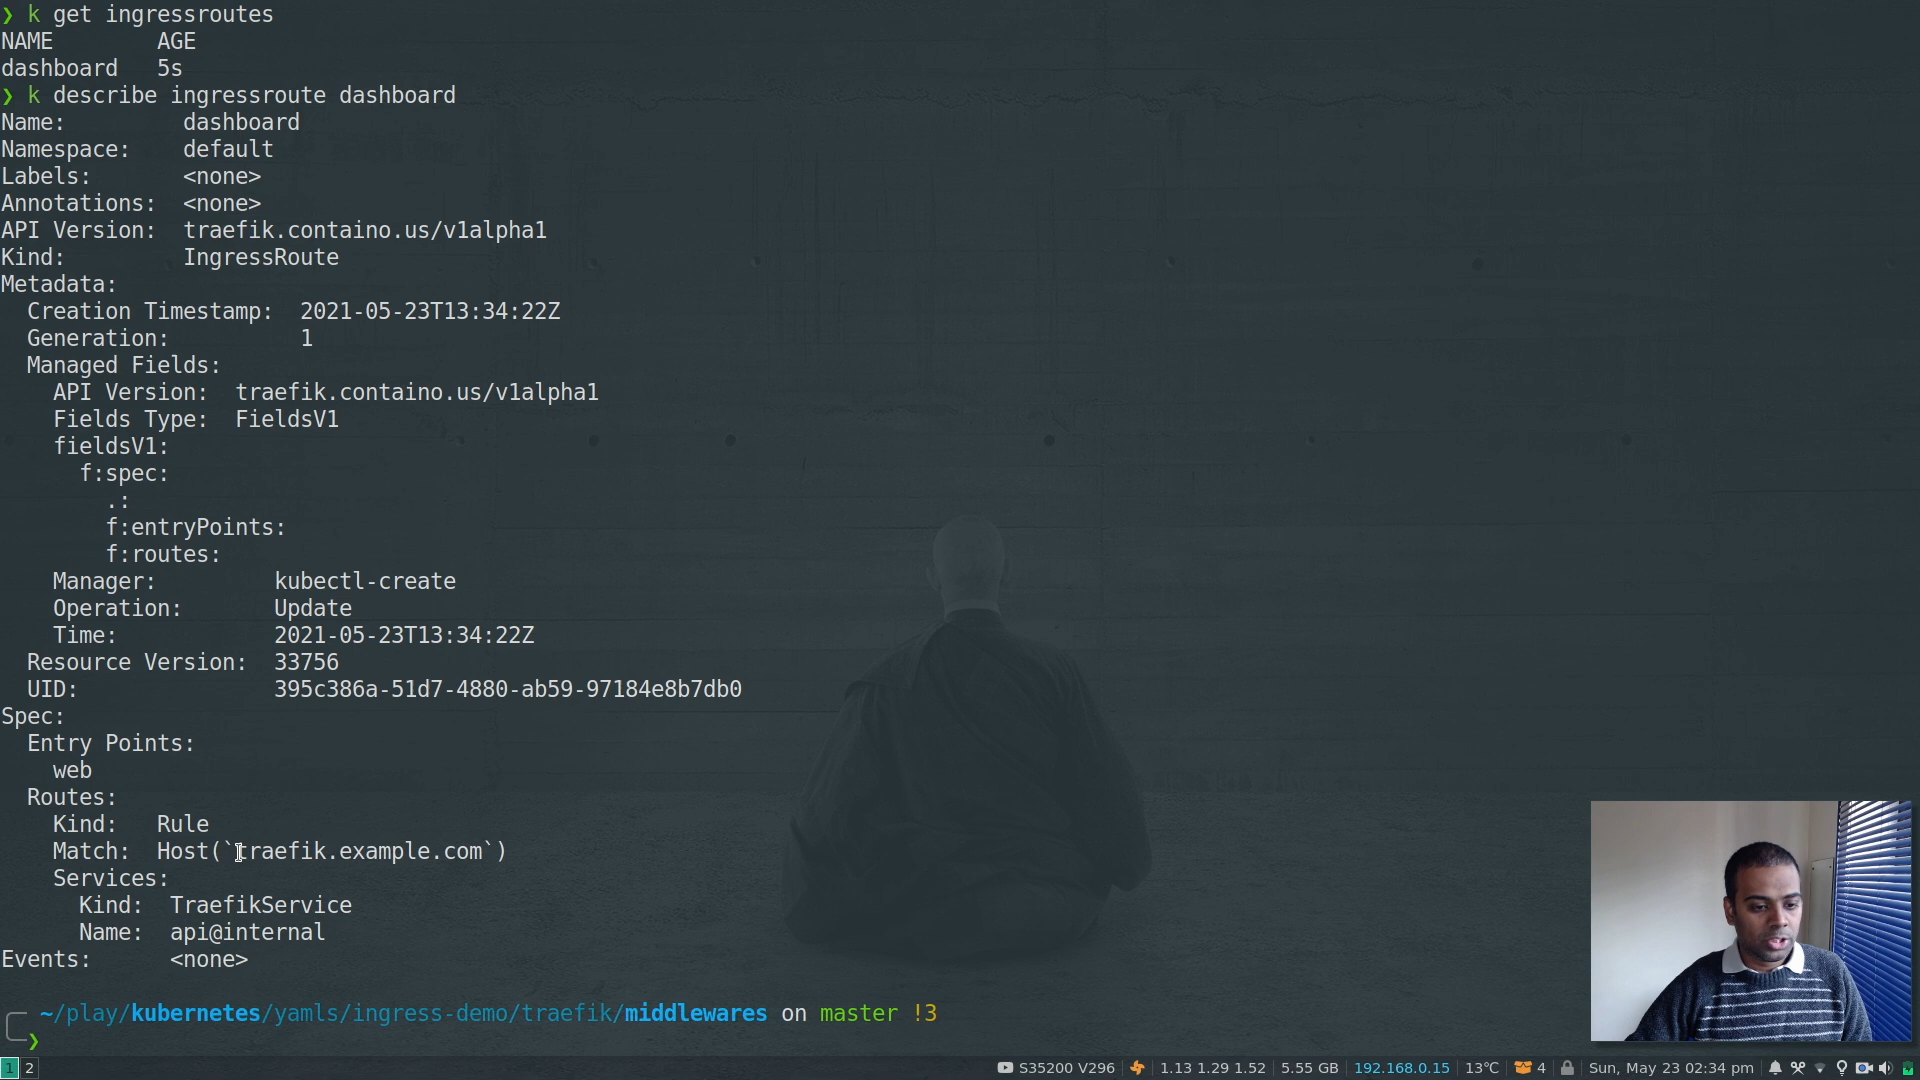 ❯ k get ingressroutes
NAME        AGE
dashboard   5s
❯ k describe ingressroute dashboard
Name:         dashboard
Namespace:    default
Labels:       <none>
Annotations:  <none>
API Version:  traefik.containo.us/v1alpha1
Kind:         IngressRoute
Metadata:
  Creation Timestamp:  2021-05-23T13:34:22Z
  Generation:          1
  Managed Fields:
    API Version:  traefik.containo.us/v1alpha1
    Fields Type:  FieldsV1
    fieldsV1:
      f:spec:
        .:
        f:entryPoints:
        f:routes:
    Manager:         kubectl-create
    Operation:       Update
    Time:            2021-05-23T13:34:22Z
  Resource Version:  33756
  UID:               395c386a-51d7-4880-ab59-97184e8b7db0
Spec:
  Entry Points:
    web
  Routes:
    Kind:   Rule
    Match:  Host(`traefik.example.com`)
    Services:
      Kind:  TraefikService
      Name:  api@internal
Events:      <none>
~/play/kubernetes/yamls/ingress-demo/traefik/middlewares on master !3
❯
1 2 S35200 V296 1.13 1.29 1.52 5.55 GB 192.168.0.15 13℃ 4 Sun, May 23 02:34 pm